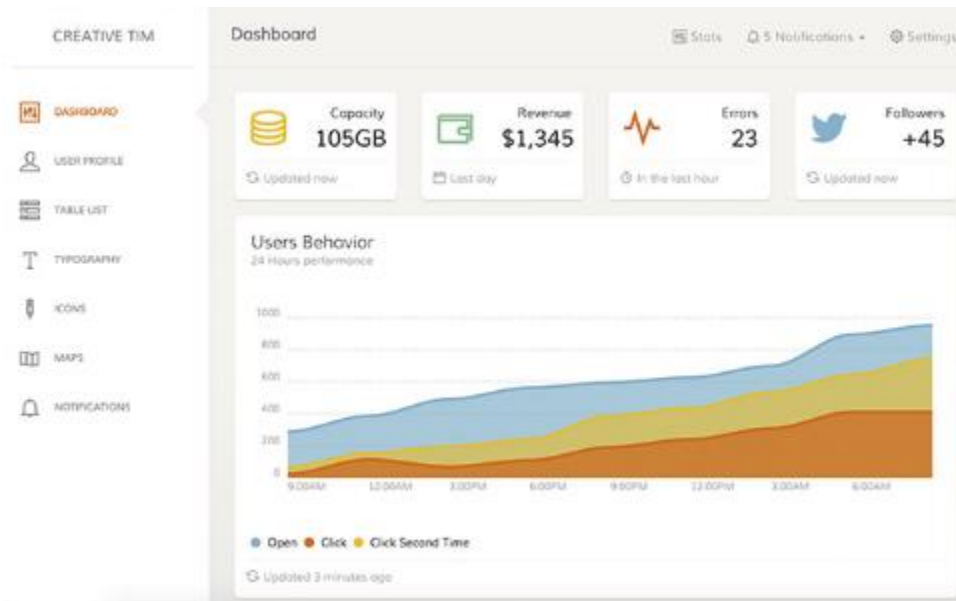 CREATIVE TIM
Dashboard
Stats
5 Notifications
Settings
DASHBOARD
USER PROFILE
TABLE LIST
TYPOGRAPHY
ICONS
MAPS
NOTIFICATIONS
Capacity
105GB
Updated now
Revenue
$1,345
Last day
Errors
23
In the last hour
Followers
+45
Updated now
Users Behavior
24 Hours performance
1000
800
600
400
200
0
9:00AM 12:00AM 3:00PM 6:00PM 9:00PM 12:00PM 3:00AM 6:00AM
Open Click Click Second Time
Updated 3 minutes ago